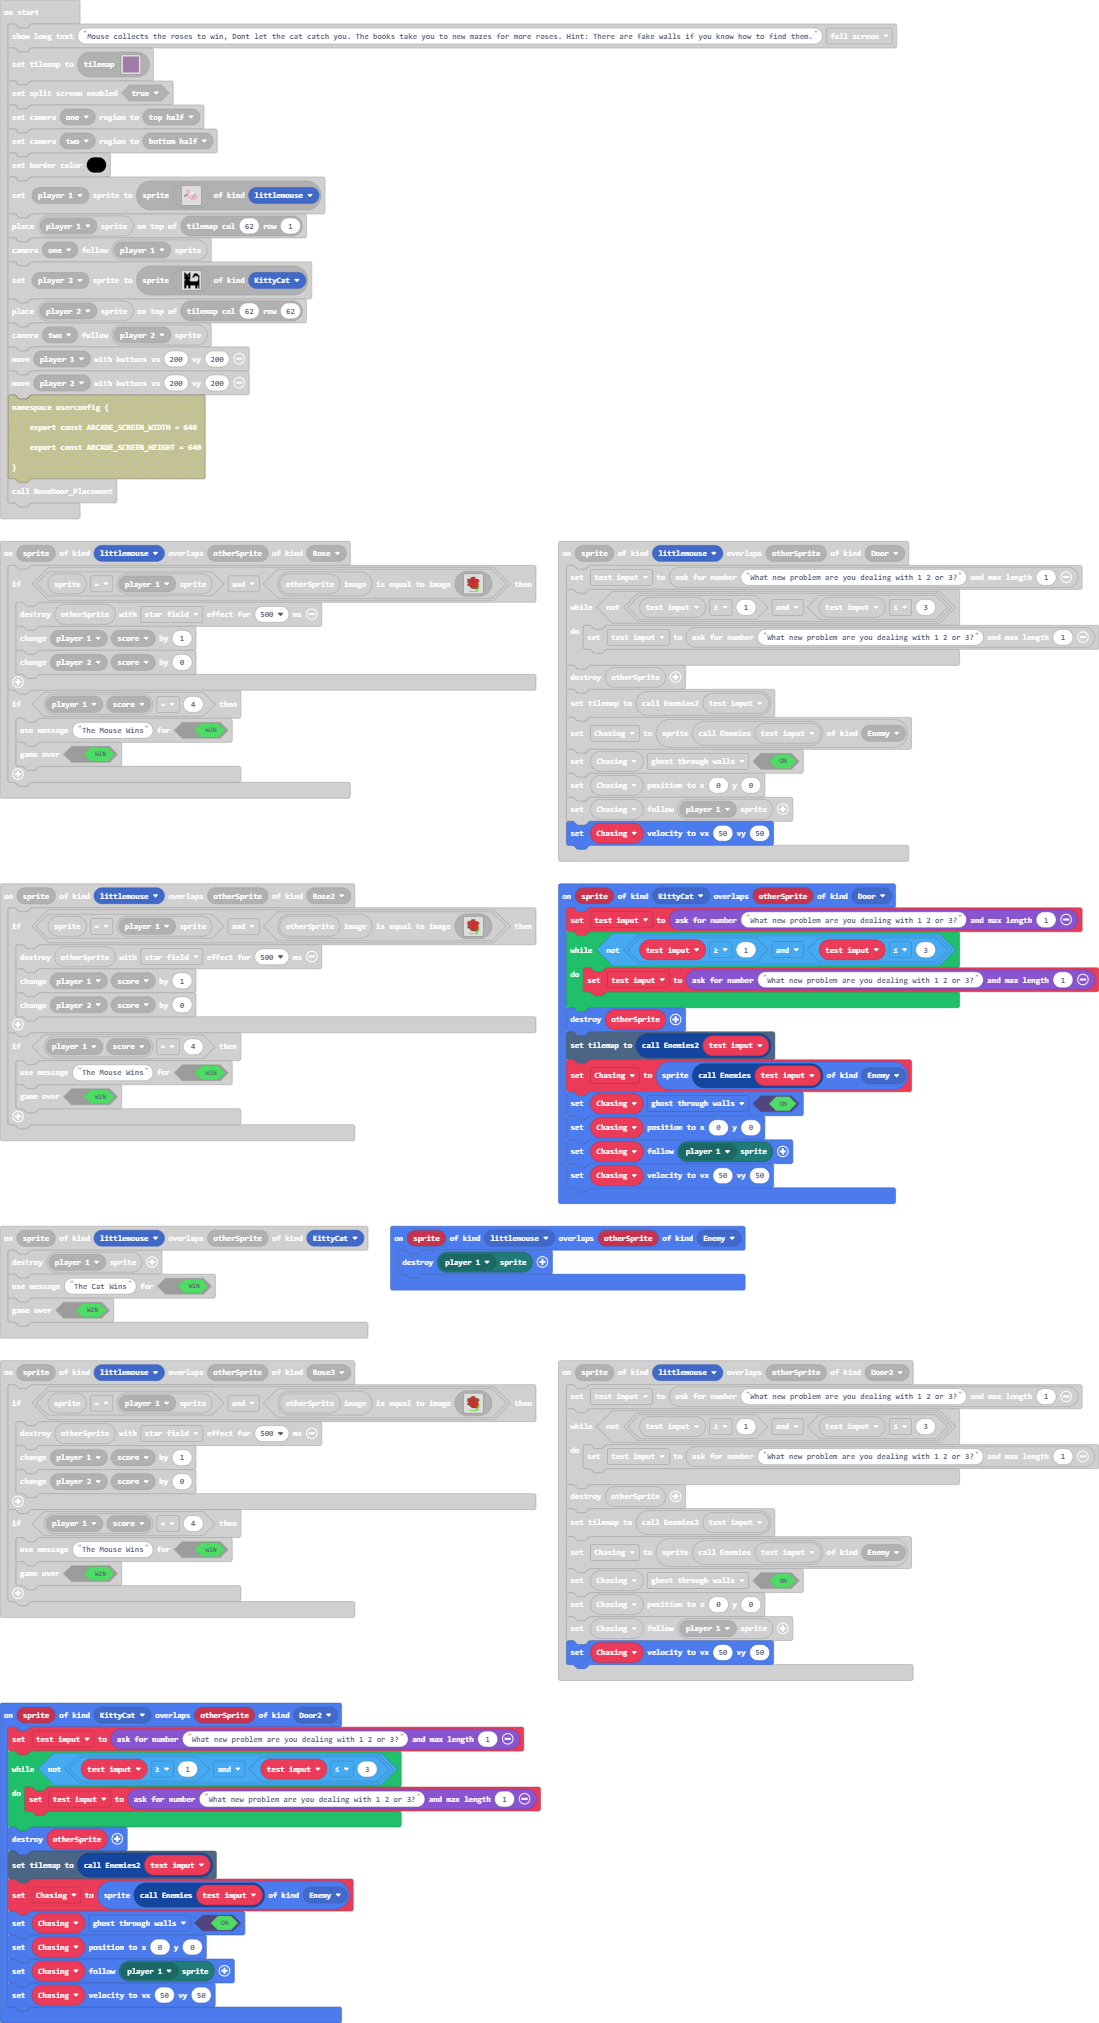 on start
show long text "Mouse collects the roses to win, Dont let the cat catch you. The books take you to new mazes for more roses. Hint: There are fake walls if you know how to find them." full screen
set tilemap to tilemap
set split screen enabled true
set camera one region to top half
set camera two region to bottom half
set border color
set player 1 sprite to sprite of kind littlemouse
place player 1 sprite on top of tilemap col 62 row 1
camera one follow player 1 sprite
set player 2 sprite to sprite of kind KittyCat
place player 2 sprite on top of tilemap col 62 row 62
camera two follow player 2 sprite
move player 1 with buttons vx 200 vy 200
move player 2 with buttons vx 200 vy 200
namespace userconfig {
export const ARCADE_SCREEN_WIDTH = 640
export const ARCADE_SCREEN_HEIGHT = 640
}
call RoseDoor_Placement
on sprite of kind littlemouse overlaps otherSprite of kind Rose
if sprite = player 1 sprite and otherSprite image is equal to image then
destroy otherSprite with star field effect for 500 ms
change player 1 score by 1
change player 2 score by 0
if player 1 score = 4 then
use message "The Mouse Wins" for WIN
game over WIN
on sprite of kind littlemouse overlaps otherSprite of kind Door
set test input to ask for number "What new problem are you dealing with 1 2 or 3?" and max length 1
while not test input ≥ 1 and test input ≤ 3
do set test input to ask for number "What new problem are you dealing with 1 2 or 3?" and max length 1
destroy otherSprite
set tilemap to call Enemies2 test input
set Chasing to sprite call Enemies test input of kind Enemy
set Chasing ghost through walls ON
set Chasing position to x 0 y 0
set Chasing follow player 1 sprite
set Chasing velocity to vx 50 vy 50
on sprite of kind littlemouse overlaps otherSprite of kind Rose2
if sprite = player 1 sprite and otherSprite image is equal to image then
destroy otherSprite with star field effect for 500 ms
change player 1 score by 1
change player 2 score by 0
if player 1 score = 4 then
use message "The Mouse Wins" for WIN
game over WIN
on sprite of kind KittyCat overlaps otherSprite of kind Door
set test input to ask for number "What new problem are you dealing with 1 2 or 3?" and max length 1
while not test input ≥ 1 and test input ≤ 3
do set test input to ask for number "What new problem are you dealing with 1 2 or 3?" and max length 1
destroy otherSprite
set tilemap to call Enemies2 test input
set Chasing to sprite call Enemies test input of kind Enemy
set Chasing ghost through walls ON
set Chasing position to x 0 y 0
set Chasing follow player 1 sprite
set Chasing velocity to vx 50 vy 50
on sprite of kind littlemouse overlaps otherSprite of kind KittyCat
destroy player 1 sprite
use message "The Cat Wins" for WIN
game over WIN
on sprite of kind littlemouse overlaps otherSprite of kind Enemy
destroy player 1 sprite
on sprite of kind littlemouse overlaps otherSprite of kind Rose3
if sprite = player 1 sprite and otherSprite image is equal to image then
destroy otherSprite with star field effect for 500 ms
change player 1 score by 1
change player 2 score by 0
if player 1 score = 4 then
use message "The Mouse Wins" for WIN
game over WIN
on sprite of kind littlemouse overlaps otherSprite of kind Door2
set test input to ask for number "What new problem are you dealing with 1 2 or 3?" and max length 1
while not test input ≥ 1 and test input ≤ 3
do set test input to ask for number "What new problem are you dealing with 1 2 or 3?" and max length 1
destroy otherSprite
set tilemap to call Enemies2 test input
set Chasing to sprite call Enemies test input of kind Enemy
set Chasing ghost through walls ON
set Chasing position to x 0 y 0
set Chasing follow player 1 sprite
set Chasing velocity to vx 50 vy 50
on sprite of kind KittyCat overlaps otherSprite of kind Door2
set test input to ask for number "What new problem are you dealing with 1 2 or 3?" and max length 1
while not test input ≥ 1 and test input ≤ 3
do set test input to ask for number "What new problem are you dealing with 1 2 or 3?" and max length 1
destroy otherSprite
set tilemap to call Enemies2 test input
set Chasing to sprite call Enemies test input of kind Enemy
set Chasing ghost through walls ON
set Chasing position to x 0 y 0
set Chasing follow player 1 sprite
set Chasing velocity to vx 50 vy 50